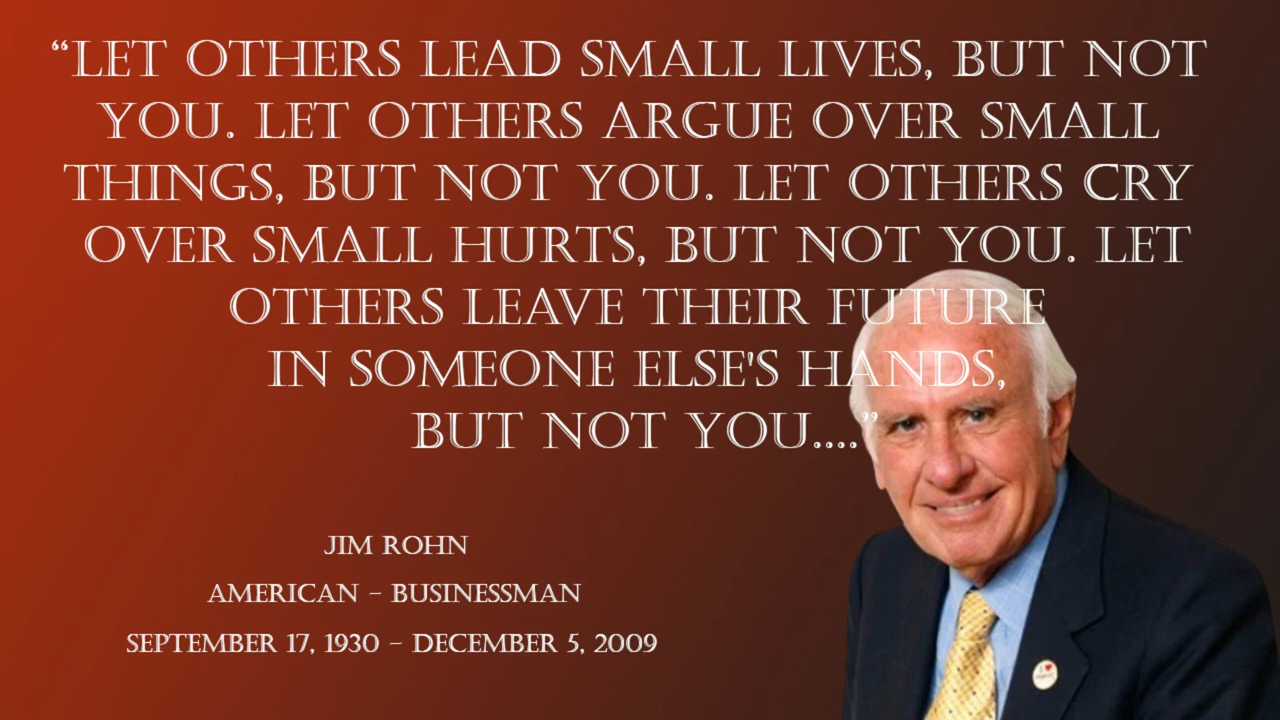 “LET OTHERS LEAD SMALL LIVES, BUT NOT
YOU. LET OTHERS ARGUE OVER SMALL
THINGS, BUT NOT YOU. LET OTHERS CRY
OVER SMALL HURTS, BUT NOT YOU. LET
OTHERS LEAVE THEIR FUTURE
IN SOMEONE ELSE'S HANDS,
BUT NOT YOU....”
JIM ROHN
AMERICAN – BUSINESSMAN
SEPTEMBER 17, 1930 – DECEMBER 5, 2009